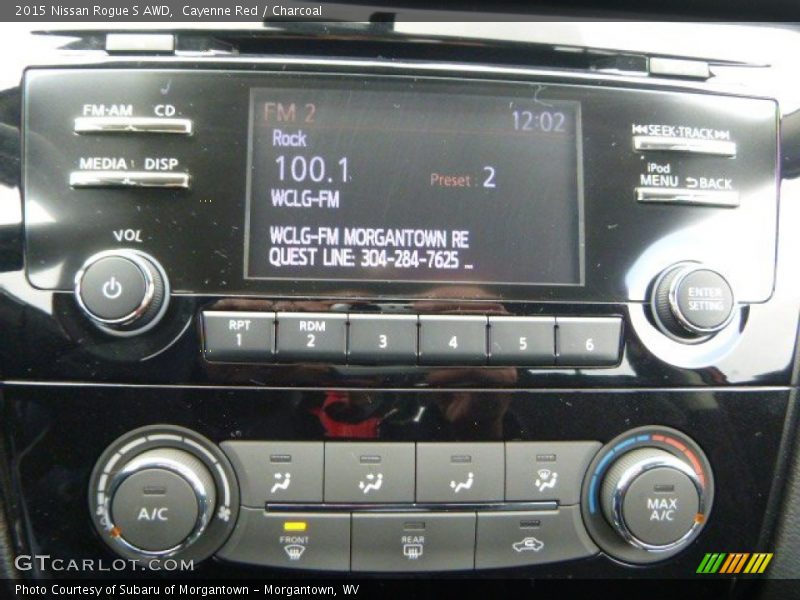 2015 Nissan Rogue S AWD, Cayenne Red / Charcoal
FM-AM CD
MEDIA DISP
VOL
FM 2 12:02
Rock
100.1 Preset : 2
WCLG-FM
WCLG-FM MORGANTOWN RE
QUEST LINE: 304-284-7625 ...
SEEK·TRACK
iPod
MENU BACK
ENTER
SETTING
RPT
1
RDM
2
3
4
5
6
A/C
FRONT
REAR
MAX
A/C
GTCARLOT.COM
Photo Courtesy of Subaru of Morgantown - Morgantown, WV